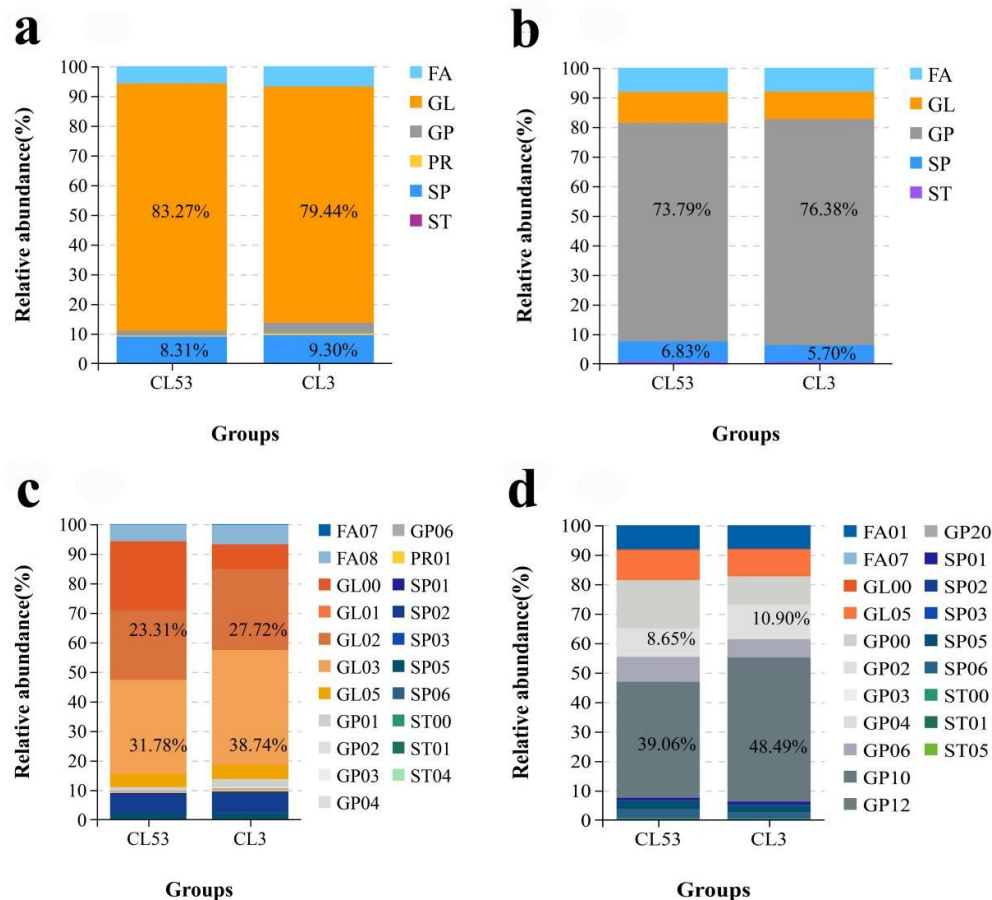 a
100
90
80
70
60
50
40
30
20
10
0
Relative abundance(%)
83.27%
79.44%
8.31%
9.30%
CL53
CL3
Groups
FA
GL
GP
PR
SP
ST
b
100
90
80
70
60
50
40
30
20
10
0
Relative abundance(%)
73.79%
76.38%
6.83%
5.70%
CL53
CL3
Groups
FA
GL
GP
SP
ST
c
100
90
80
70
60
50
40
30
20
10
0
Relative abundance(%)
23.31%
27.72%
31.78%
38.74%
CL53
CL3
Groups
FA07
FA08
GL00
GL01
GL02
GL03
GL05
GP01
GP02
GP03
GP04
GP06
PR01
SP01
SP02
SP03
SP05
SP06
ST00
ST01
ST04
d
100
90
80
70
60
50
40
30
20
10
0
Relative abundance(%)
8.65%
10.90%
39.06%
48.49%
CL53
CL3
Groups
FA01
FA07
GL00
GL05
GP00
GP02
GP03
GP04
GP06
GP10
GP12
GP20
SP01
SP02
SP03
SP05
SP06
ST00
ST01
ST05